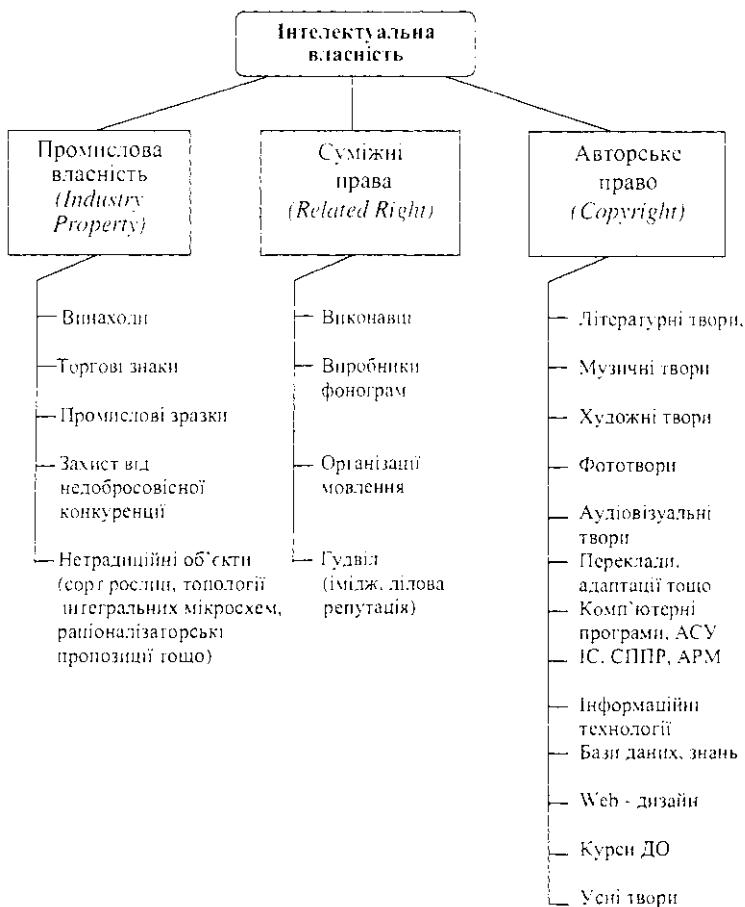 Інтелектуальна
власність
Промислова
власність
(Industry
Property)
Суміжні
права
(Related Right)
Авторське
право
(Copyright)
Винаходи
Торгові знаки
Промислові зразки
Захист від
недобросовісної
конкуренції
Нетрадиційні об'єкти
(сорт рослин, топології
інтегральних мікросхем,
раціоналізаторські
пропозиції тощо)
Виконавці
Виробники
фонограм
Організації
мовлення
Гудвіл
(імідж, ділова
репутація)
Літературні твори,
Музичні твори
Художні твори
Фототвори
Аудіовізуальні
твори
Переклади,
адаптації тощо
Комп'ютерні
програми, АСУ
ІС, СППР, АРМ
Інформаційні
технології
Бази даних, знань
Web - дизайн
Курси ДО
Усні твори